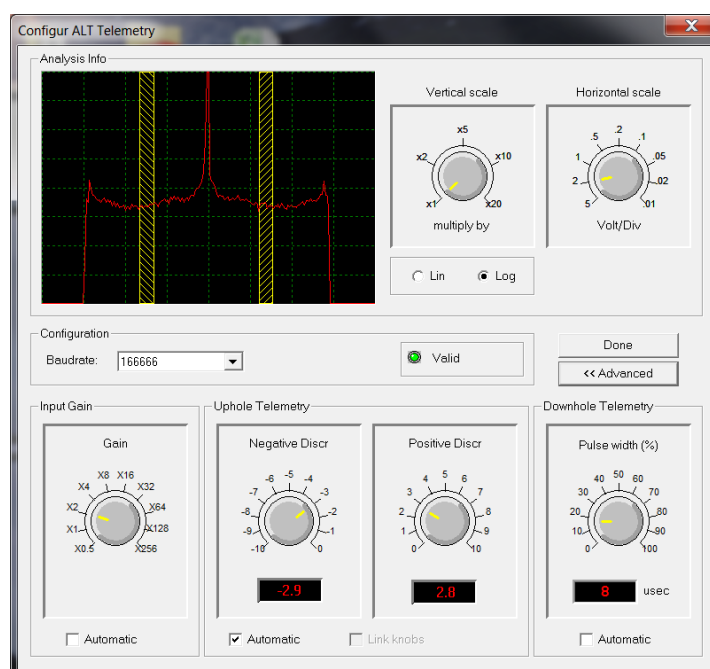 Configur ALT Telemetry
Analysis Info
Vertical scale
x1
x2
x5
x10
x20
multiply by
Horizontal scale
5
2
1
.5
.2
.1
.05
.02
.01
Volt/Div
Lin
Log
Configuration
Baudrate: 166666
Valid
Done
<< Advanced
Input Gain
Gain
X0.5
X1
X2
X4
X8
X16
X32
X64
X128
X256
Automatic
Uphole Telemetry
Negative Discr
-10
-9
-8
-7
-6
-5
-4
-3
-2
-1
0
-2.9
Automatic
Positive Discr
0
1
2
3
4
5
6
7
8
9
10
2.8
Link knobs
Downhole Telemetry
Pulse width (%)
0
10
20
30
40
50
60
70
80
90
100
8 usec
Automatic